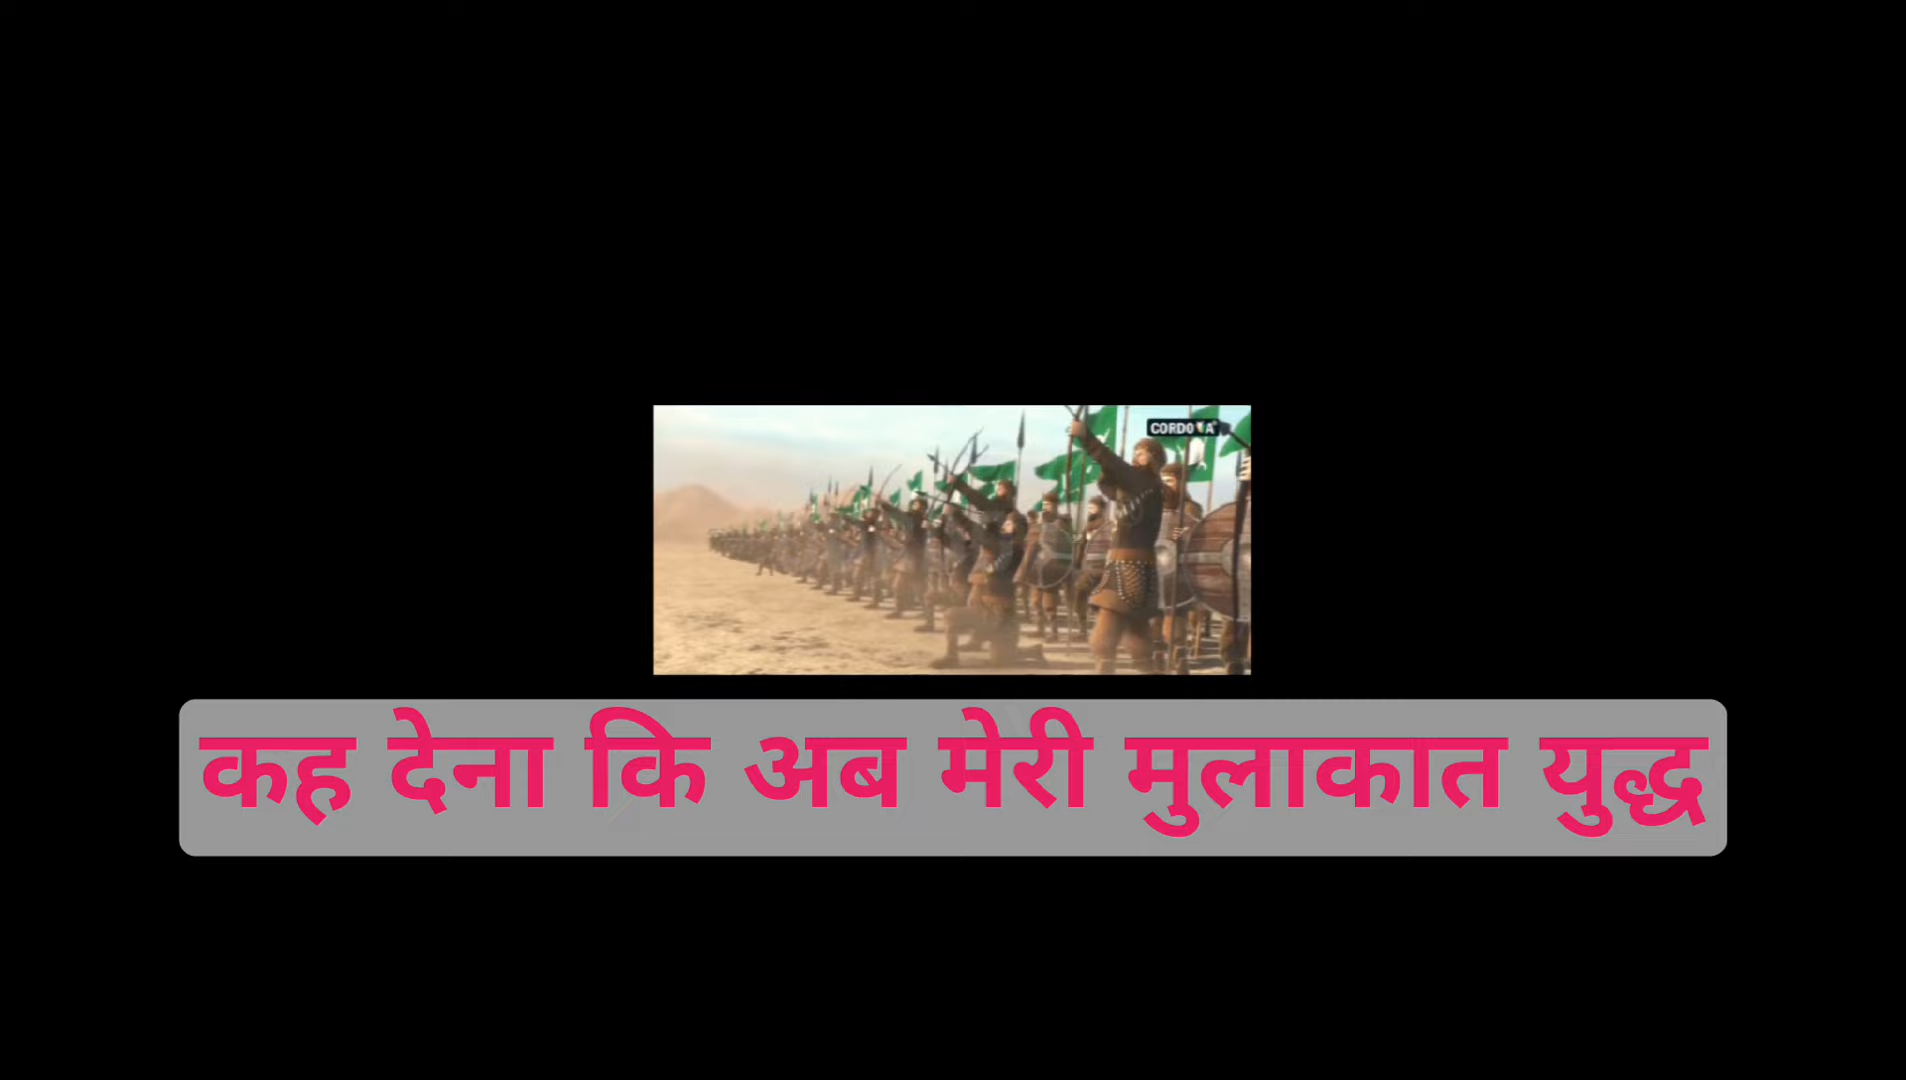 CORDOVA
कह देना कि अब मेरी मुलाकात युद्ध